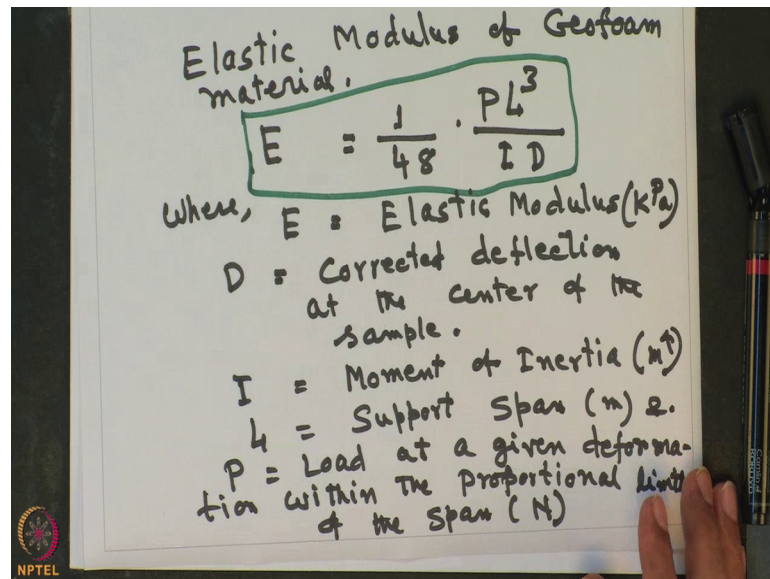 Elastic Modulus of Geofoam
material.
E = 1/48 · PL³/ID
where, E = Elastic Modulus (kPa)
D = Corrected deflection
at the center of the
sample.
I = Moment of Inertia (m⁴)
L = Support Span (m) &
P = Load at a given deforma-
tion within the proportional limit
of the span (N)
NPTEL